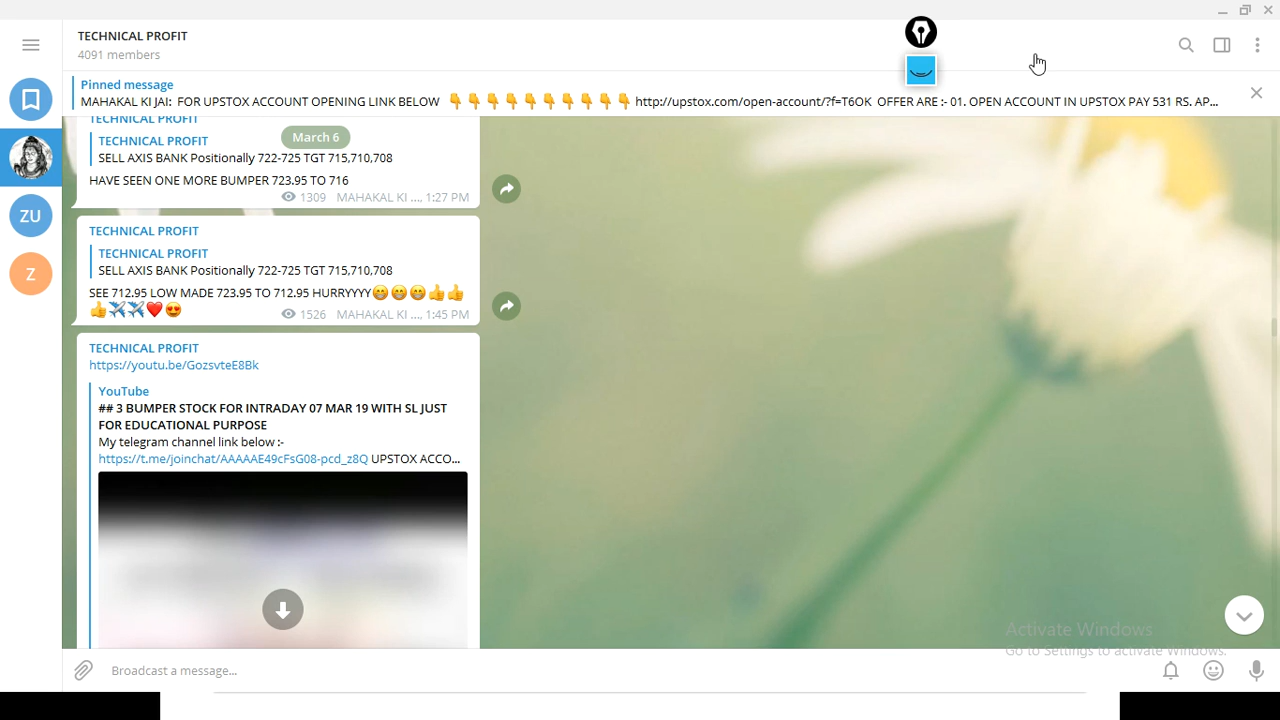 TECHNICAL PROFIT
4091 members
Pinned message
MAHAKAL KI JAI: FOR UPSTOX ACCOUNT OPENING LINK BELOW 👇👇👇👇👇👇👇👇👇👇 http://upstox.com/open-account/?f=T6OK OFFER ARE :- 01. OPEN ACCOUNT IN UPSTOX PAY 531 RS. AP...
TECHNICAL PROFIT
March 6
TECHNICAL PROFIT
SELL AXIS BANK Positionally 722-725 TGT 715,710,708
HAVE SEEN ONE MORE BUMPER 723.95 TO 716
1309 MAHAKAL KI ..., 1:27 PM
TECHNICAL PROFIT
TECHNICAL PROFIT
SELL AXIS BANK Positionally 722-725 TGT 715,710,708
SEE 712.95 LOW MADE 723.95 TO 712.95 HURRYYYY😁😁😁👍👍
👍✈️✈️❤️😍
1526 MAHAKAL KI ..., 1:45 PM
TECHNICAL PROFIT
https://youtu.be/GozsvteE8Bk
YouTube
## 3 BUMPER STOCK FOR INTRADAY 07 MAR 19 WITH SL JUST
FOR EDUCATIONAL PURPOSE
My telegram channel link below :-
https://t.me/joinchat/AAAAAE49cFsG08-pcd_z8Q UPSTOX ACCO...
ZU
Z
Activate Windows
Go to Settings to activate Windows.
Broadcast a message...